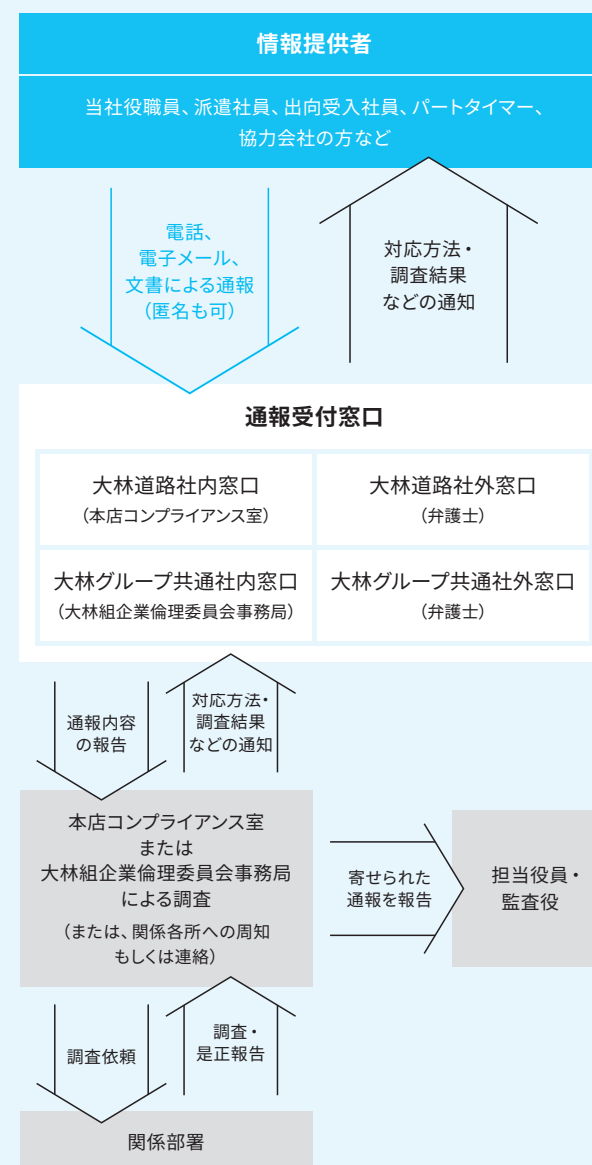 情報提供者
当社役職員、派遣社員、出向受入社員、パートタイマー、
協力会社の方など
電話、
電子メール、
文書による通報
（匿名も可）
対応方法・
調査結果
などの通知
通報受付窓口
大林道路社内窓口
（本店コンプライアンス室）
大林道路社外窓口
（弁護士）
大林グループ共通社内窓口
（大林組企業倫理委員会事務局）
大林グループ共通社外窓口
（弁護士）
通報内容
の報告
対応方法・
調査結果
などの通知
本店コンプライアンス室
または
大林組企業倫理委員会事務局
による調査
（または、関係各所への周知
もしくは連絡）
寄せられた
通報を報告
担当役員・
監査役
調査依頼
調査・
是正報告
関係部署